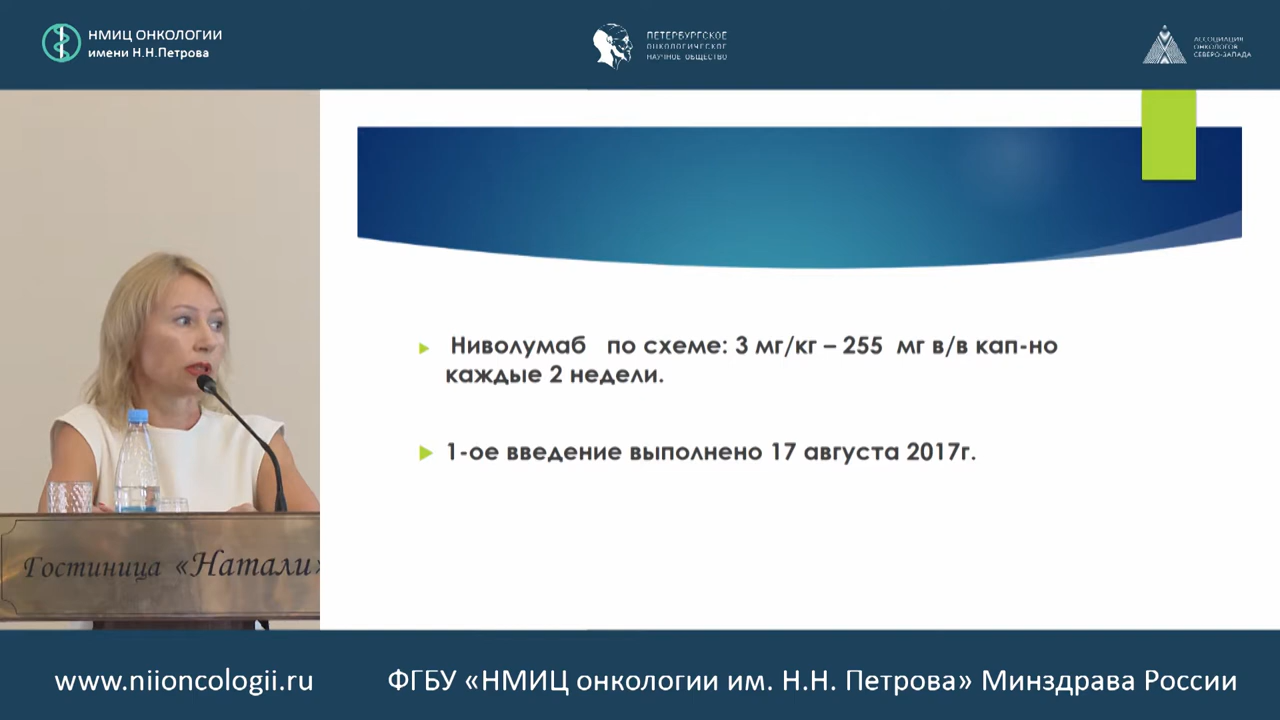 НМИЦ ОНКОЛОГИИ
имени Н.Н.Петрова
ПЕТЕРБУРГСКОЕ
ОНКОЛОГИЧЕСКОЕ
НАУЧНОЕ ОБЩЕСТВО
АССОЦИАЦИЯ
ОНКОЛОГОВ
СЕВЕРО-ЗАПАДА
Ниволумаб по схеме: 3 мг/кг – 255 мг в/в кап-но
каждые 2 недели.
1-ое введение выполнено 17 августа 2017г.
Гостиница «Натали»
www.niioncologii.ru
ФГБУ «НМИЦ онкологии им. Н.Н. Петрова» Минздрава России